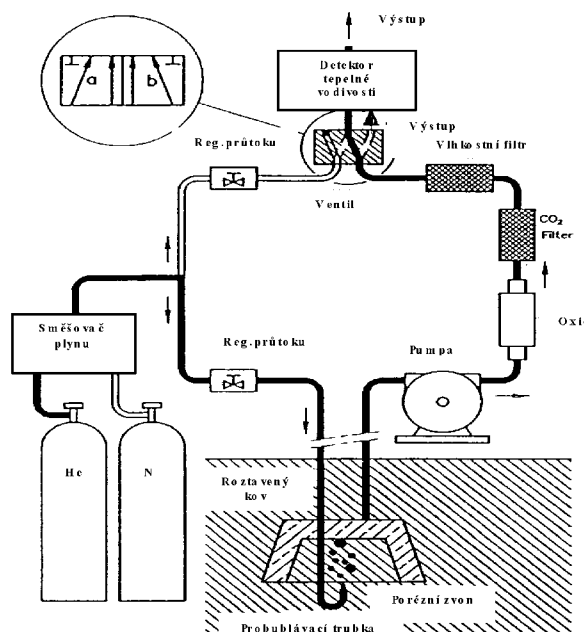 Výstup
Detektor
tepelné
vodivosti
a
b
Výstup
Reg.průtoku
Vlhkostní filtr
Ventil
CO₂
Filter
Směšovač
plynu
Reg.průtoku
Pumpa
Oxi
He
N
Roztavený
kov
Porézní zvon
Probublávací trubka